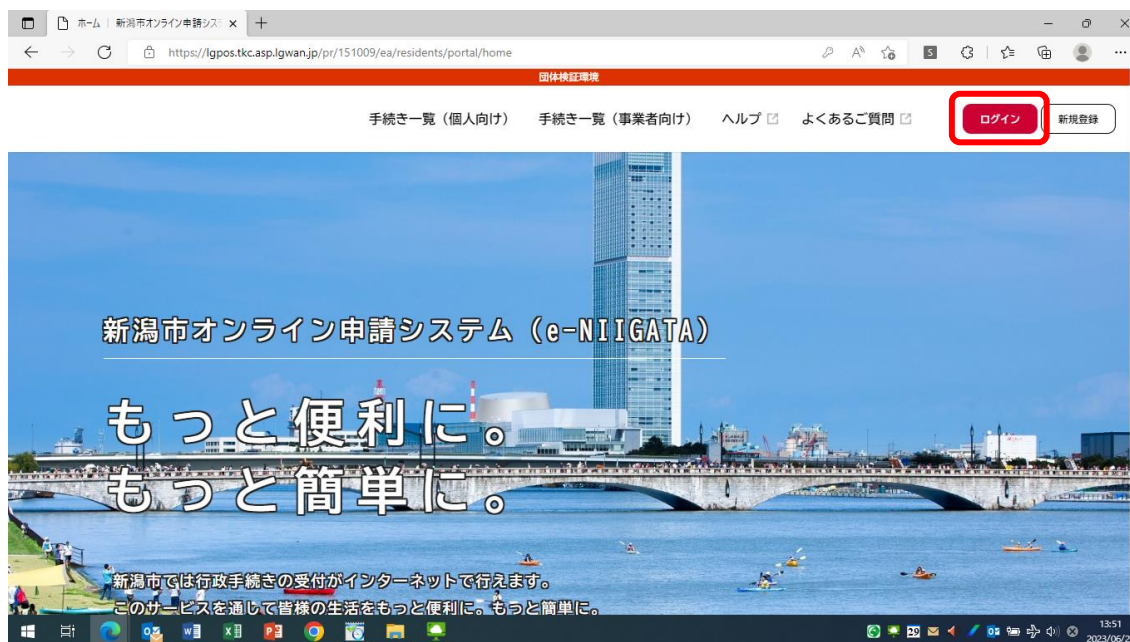 ホーム | 新潟市オンライン申請シス
https://lgpos.tkc.asp.lgwan.jp/pr/151009/ea/residents/portal/home
団体検証環境
手続き一覧（個人向け） 手続き一覧（事業者向け） ヘルプ よくあるご質問 ログイン 新規登録
新潟市オンライン申請システム（e-NIIGATA）
もっと便利に。
もっと簡単に。
新潟市では行政手続きの受付がインターネットで行えます。
このサービスを通じて皆様の生活をもっと便利に。もっと簡単に。
13:51
2023/06/2